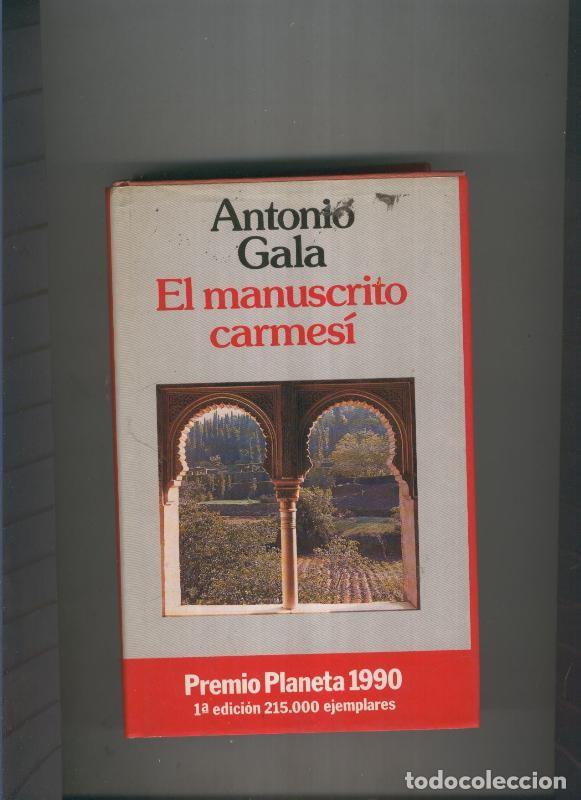 Antonio
Gala
El manuscrito
carmesí
Premio Planeta 1990
1ª edición 215.000 ejemplares
todocoleccion